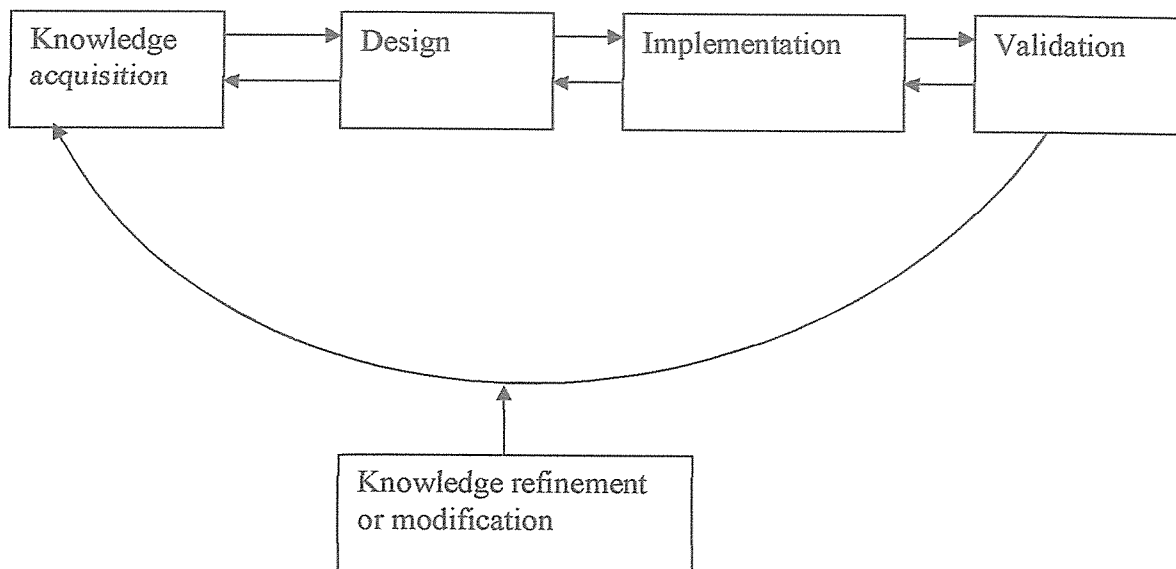 Knowledge
acquisition
Design
Implementation
Validation
Knowledge refinement
or modification